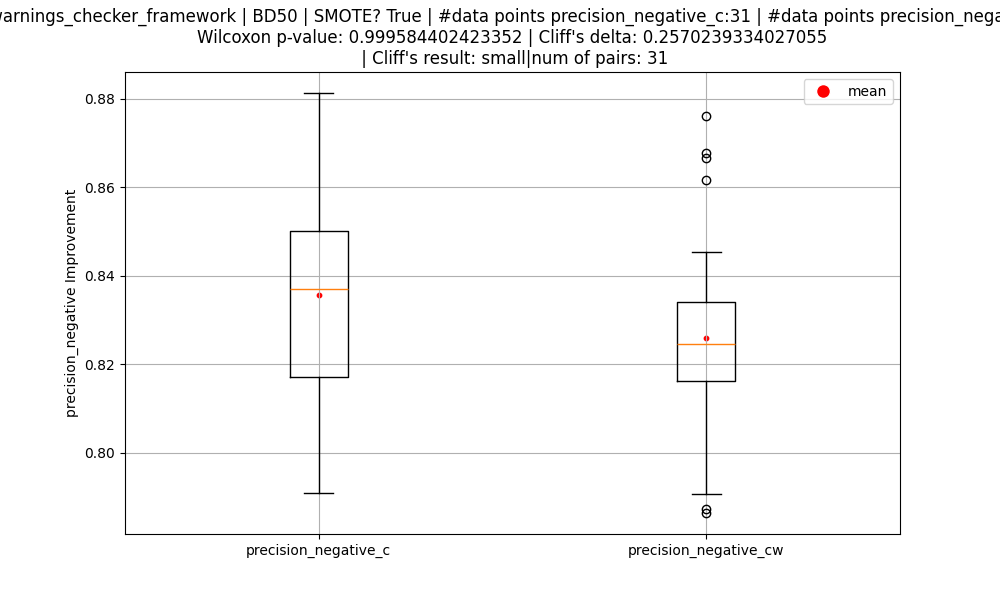 warnings_checker_framework | BD50 | SMOTE? True | #data points precision_negative_c:31 | #data points
Wilcoxon p-value: 0.999584402423352 | Cliff's delta: 0.2570239334027055
| Cliff's result: small|num of pairs: 31
mean
0.88
0.86
0.84
0.82
0.80
precision_negative Improvement
precision_negative_c
precision_negative_cw